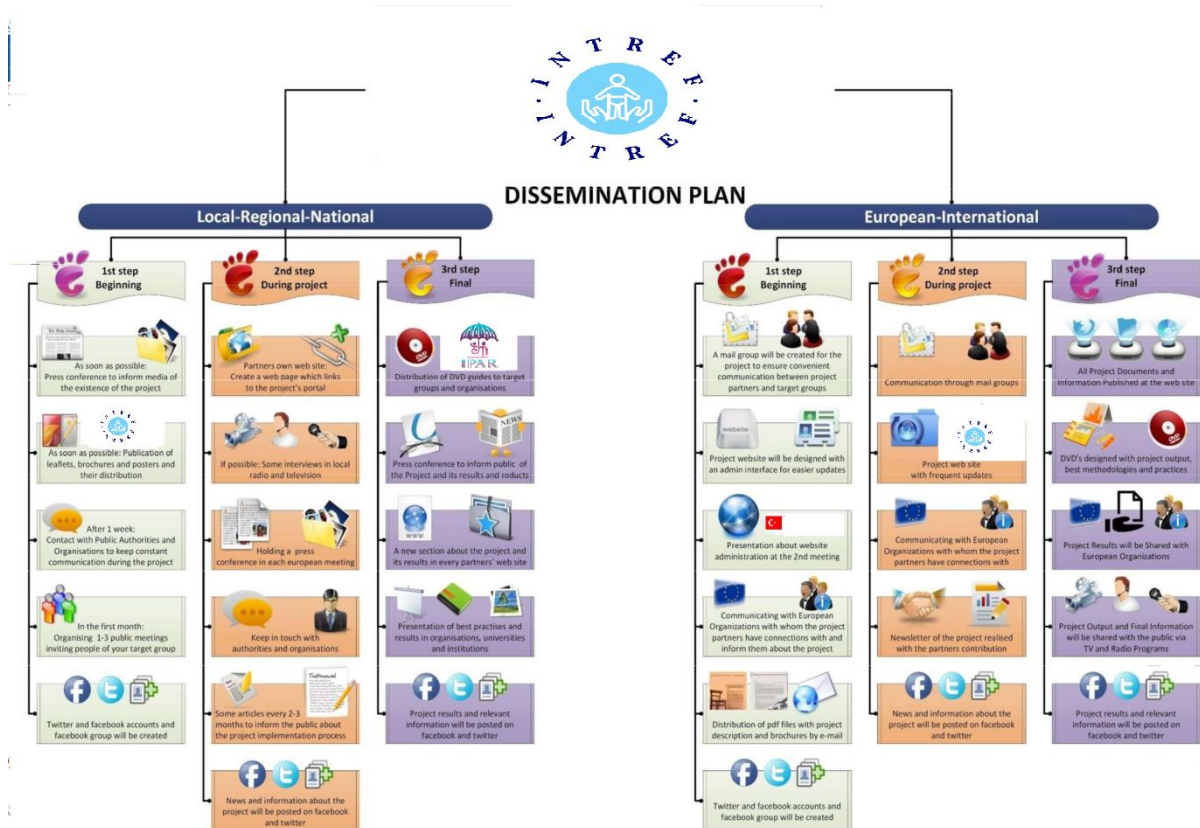 INTREF · INTREF ·
DISSEMINATION PLAN
Local-Regional-National
1st step
Beginning
As soon as possible:
Press conference to inform media of
the existence of the project
As soon as possible: Publication of
leaflets, brochures and posters and
their distribution
After 1 week:
Contact with Public Authorities and
Organisations to keep constant
communication during the project
In the first month:
Organising 1-3 public meetings
inviting people of your target group
Twitter and facebook accounts and
facebook group will be created
2nd step
During project
Partners own web site:
Create a web page which links
to the project's portal
If possible: Some interviews in local
radio and television
Holding a press
conference in each european meeting
Keep in touch with
authorities and organisations
Some articles every 2-3
months to inform the public about
the project implementation process
News and information about the
project will be posted on facebook
and twitter
3rd step
Final
Distribution of DVD guides to target
groups and organisations
NEWS
Press conference to inform public of
the Project and its results and roducts
www
A new section about the project and
its results in every partners' web site
Presentation of best practises and
results in organisations, universities
and institutions
Project results and relevant
information will be posted on
facebook and twitter
European-International
1st step
Beginning
A mail group will be created for the
project to ensure convenient
communication between project
partners and target groups
website
Project website will be designed with
an admin interface for easier updates
Presentation about website
administration at the 2nd meeting
Communicating with European
Organizations with whom the project
partners have connections with and
inform them about the project
Distribution of pdf files with project
description and brochures by e-mail
Twitter and facebook accounts and
facebook group will be created
2nd step
During project
Communication through mail groups
Project web site
with frequent updates
Communicating with European
Organizations with whom the project
partners have connections with
Newsletter of the project realised
with the partners contribution
News and information about the
project will be posted on facebook
and twitter
3rd step
Final
All Project Documents and
Information Published at the web site
DVD's designed with project output,
best methodologies and practices
Project Results will be Shared with
European Organizations
Project Output and Final Information
will be shared with the public via
TV and Radio Programs
Project results and relevant
information will be posted on
facebook and twitter